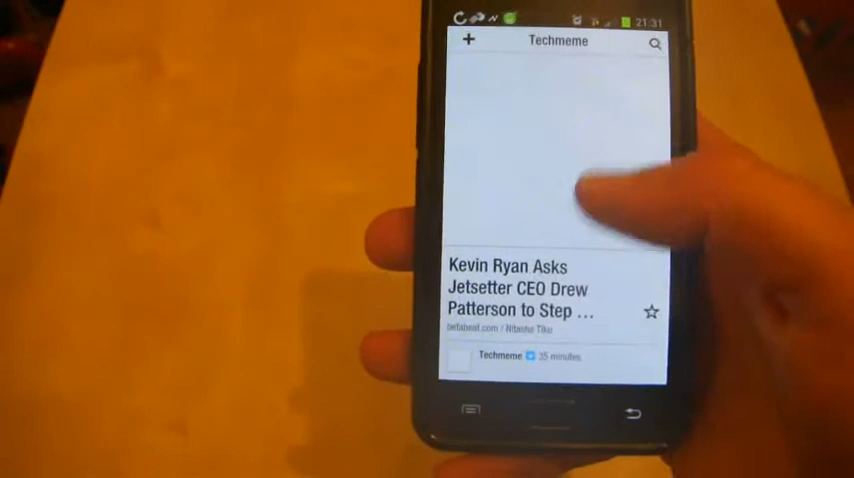 21:31
Techmeme
Kevin Ryan Asks
Jetsetter CEO Drew
Patterson to Step ...
betabeat.com / Nitasha Tiku
Techmeme 35 minutes